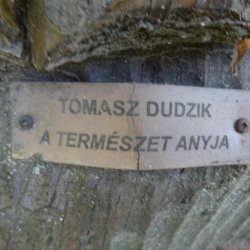 TOMASZ DUDZIK
A TERMÉSZET ANYJA